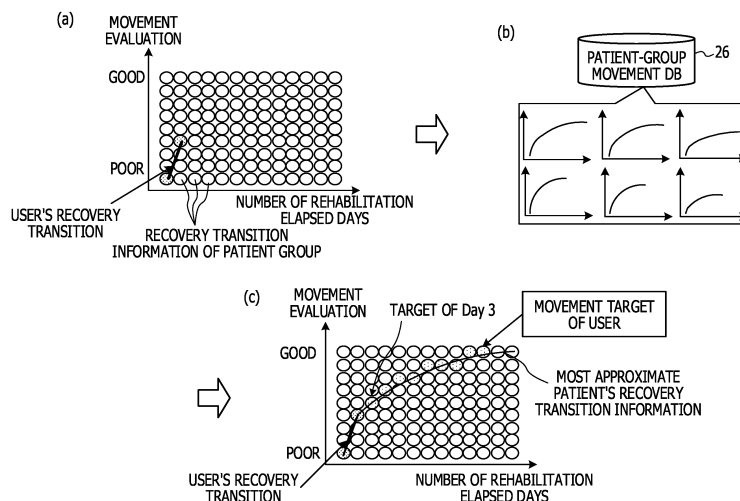 (a)
MOVEMENT
EVALUATION
GOOD
POOR
NUMBER OF REHABILITATION
ELAPSED DAYS
USER'S RECOVERY
TRANSITION
RECOVERY TRANSITION
INFORMATION OF PATIENT GROUP
(b)
PATIENT-GROUP
MOVEMENT DB
26
(c)
MOVEMENT
EVALUATION
TARGET OF Day 3
MOVEMENT TARGET
OF USER
GOOD
MOST APPROXIMATE
PATIENT'S RECOVERY
TRANSITION INFORMATION
POOR
USER'S RECOVERY
TRANSITION
NUMBER OF REHABILITATION
ELAPSED DAYS